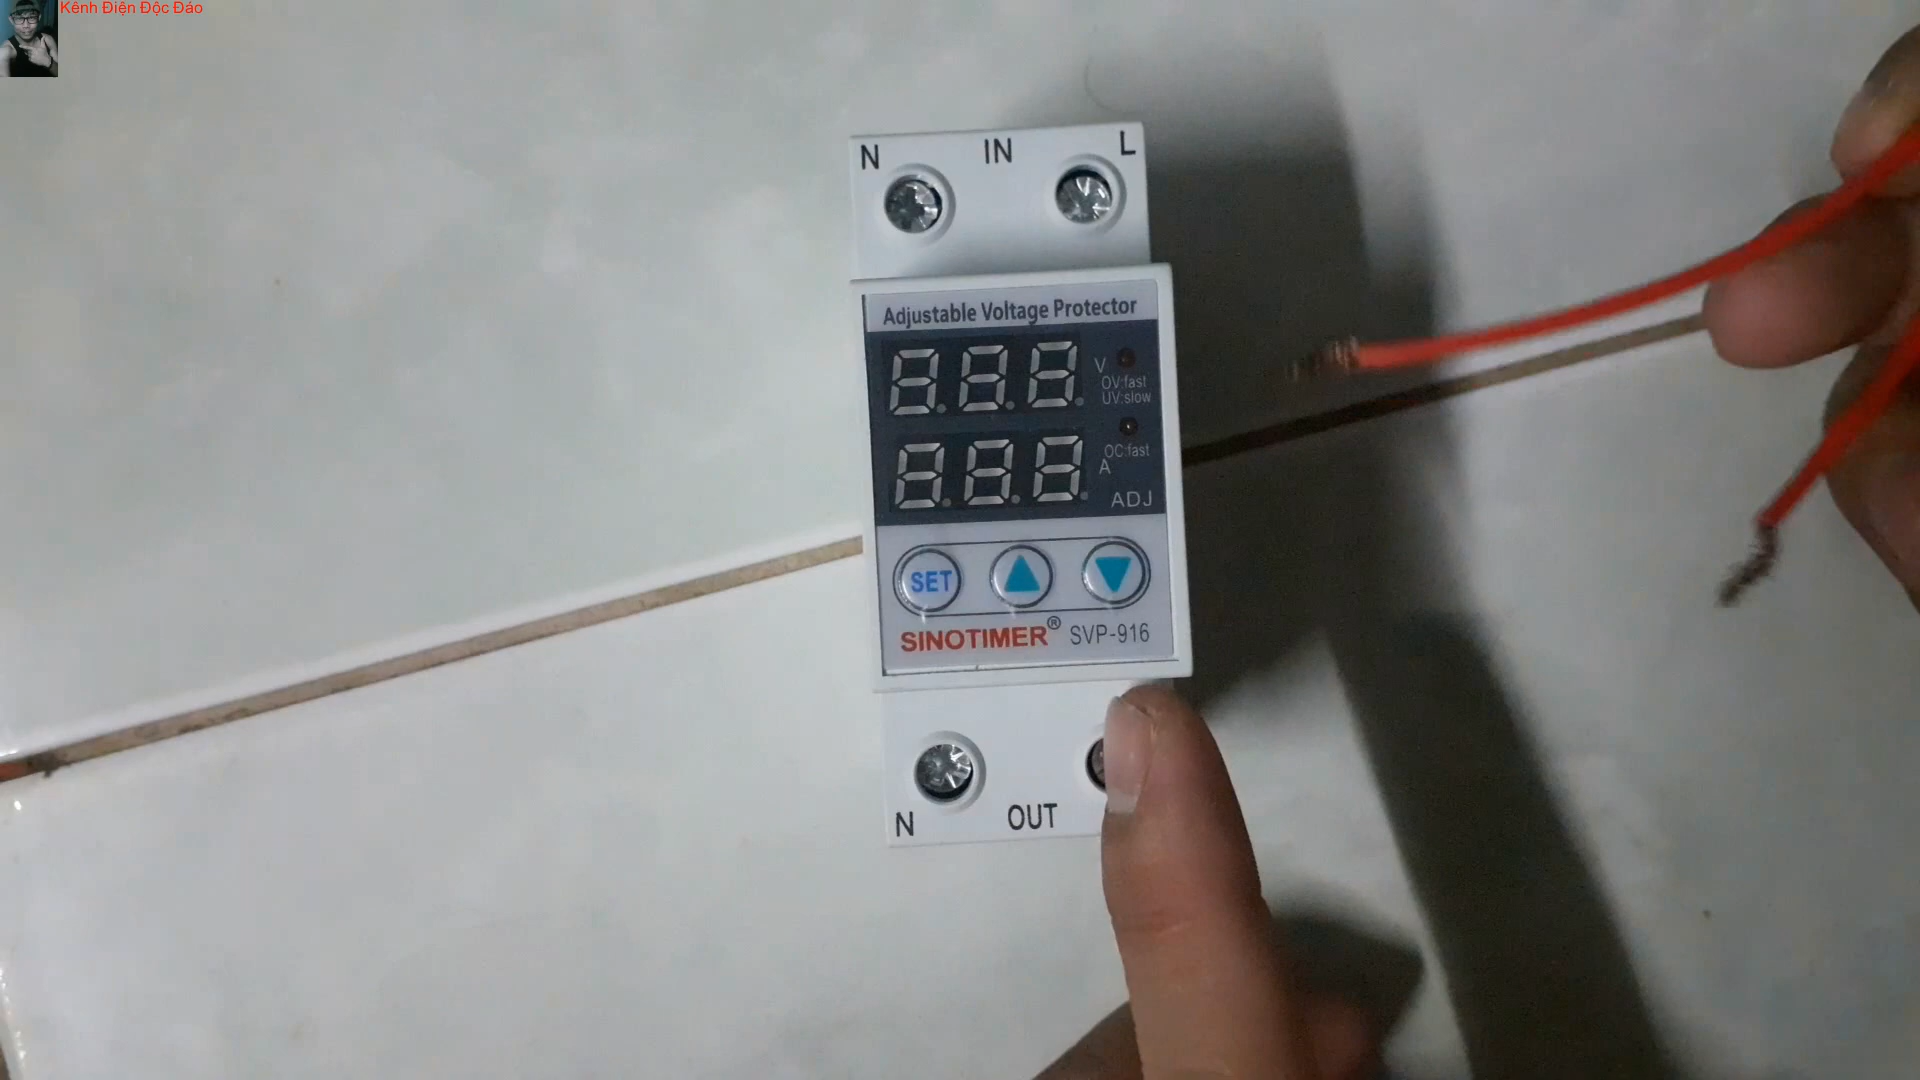 Kênh Điện Độc Đáo
N IN L
Adjustable Voltage Protector
V
OV:fast
UV:slow
OC:fast
A
ADJ
SET
SINOTIMER® SVP-916
N OUT